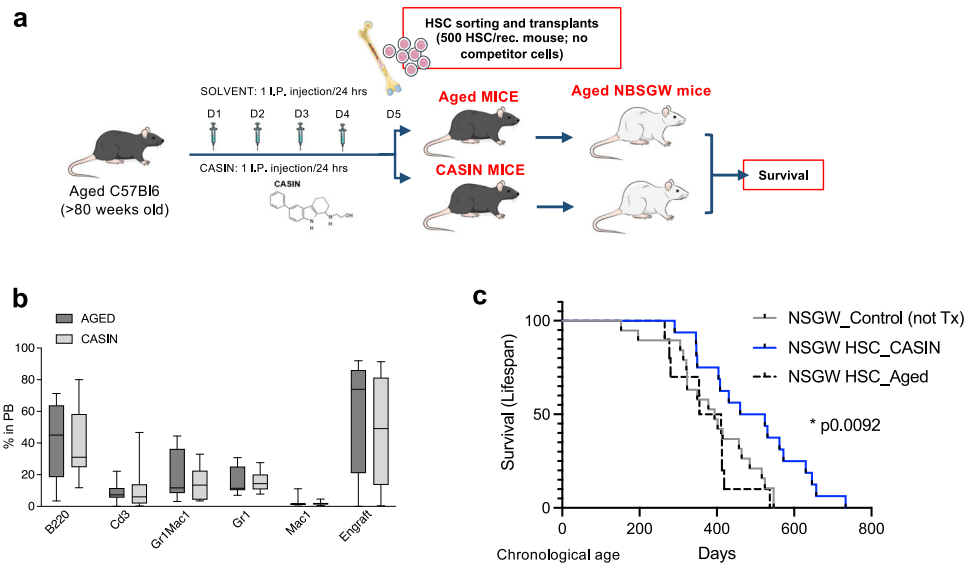 a
HSC sorting and transplants
(500 HSC/rec. mouse; no
competitor cells)
SOLVENT: 1 I.P. injection/24 hrs
Aged MICE
Aged NBSGW mice
D1 D2 D3 D4 D5
CASIN: 1 I.P. injection/24 hrs
CASIN MICE
Survival
Aged C57Bl6
(>80 weeks old)
CASIN
N
H
N
H
OH
b
AGED
CASIN
% in PB
100
80
60
40
20
0
B220
Cd3
Gr1Mac1
Gr1
Mac1
Engraft
c
NSGW_Control (not Tx)
NSGW HSC_CASIN
NSGW HSC_Aged
* p0.0092
Survival (Lifespan)
100
50
0
0 200 400 600 800
Chronological age
Days